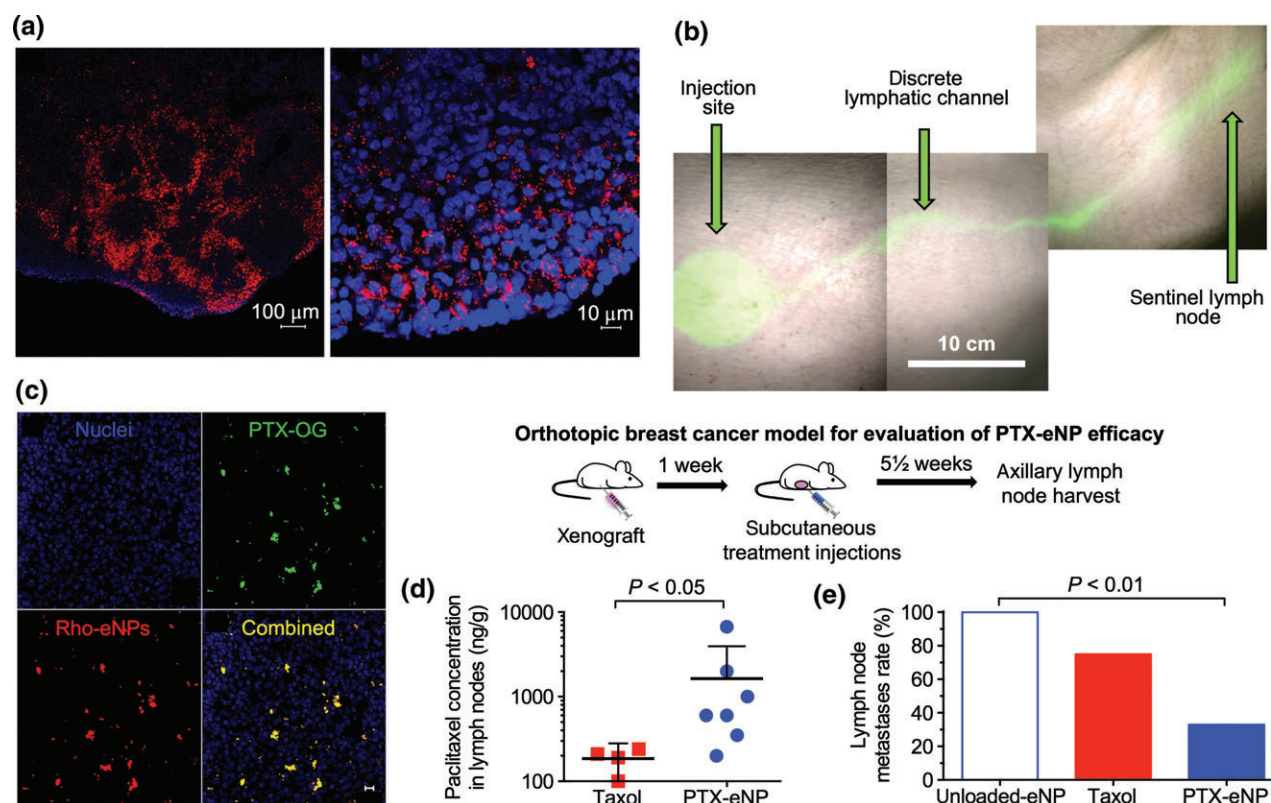 (a)
100 μm
10 μm
(b)
Injection
site
Discrete
lymphatic channel
Sentinel lymph
node
10 cm
(c)
Nuclei
PTX-OG
Rho-eNPs
Combined
Orthotopic breast cancer model for evaluation of PTX-eNP efficacy
1 week
5½ weeks
Xenograft
Subcutaneous
treatment injections
Axillary lymph
node harvest
(d)
P < 0.05
Paclitaxel concentration
in lymph nodes (ng/g)
10000
1000
100
Taxol
PTX-eNP
(e)
P < 0.01
Lymph node
metastases rate (%)
100
80
60
40
20
0
Unloaded-eNP
Taxol
PTX-eNP